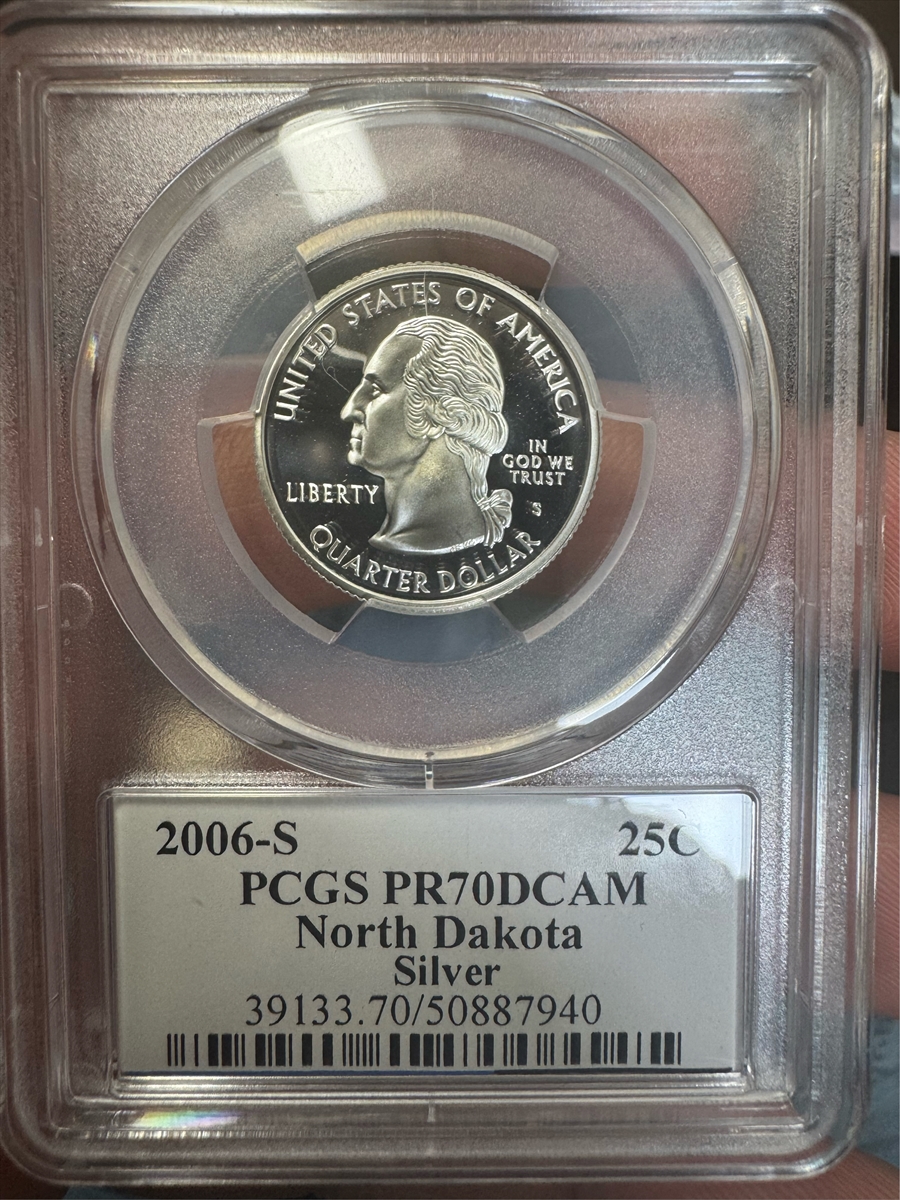 UNITED STATES OF AMERICA
LIBERTY
IN
GOD WE
TRUST
S
QUARTER DOLLAR
2006-S 25C
PCGS PR70DCAM
North Dakota
Silver
39133.70/50887940